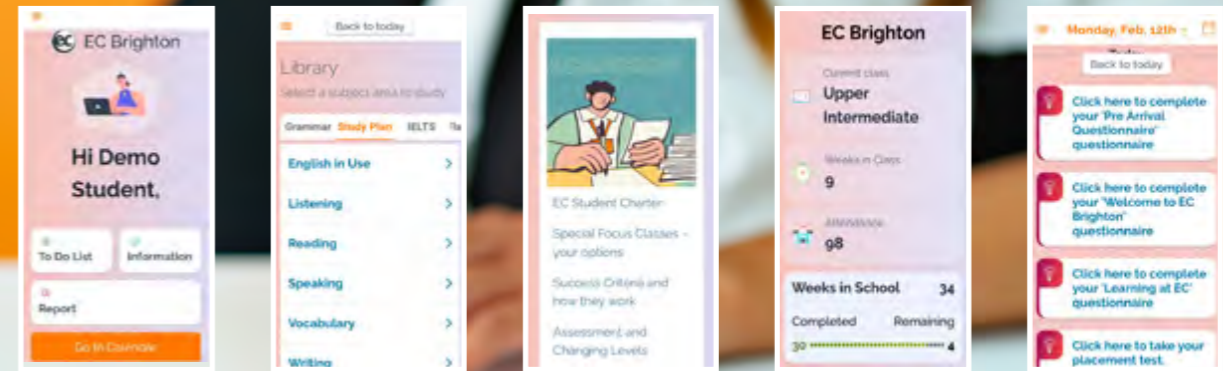 EC Brighton
Hi Demo
Student,
To Do List
Information
Report
Go to Calendar
Back to today
Library
Select a subject area to study
Grammar Study Plan IELTS
English in Use
Listening
Reading
Speaking
Vocabulary
Writing
EC Student Charter
Special Focus Classes –
your options
Success Criteria and
how they work
Assessment and
Changing Levels
EC Brighton
Current class
Upper
Intermediate
Weeks in Class
9
Attendance
98
Weeks in School 34
Completed Remaining
30 4
Monday, Feb. 12th
Today
Back to today
Click here to complete
your 'Pre Arrival
Questionnaire'
questionnaire
Click here to complete
your 'Welcome to EC
Brighton'
questionnaire
Click here to complete
your 'Learning at EC'
questionnaire
Click here to take your
placement test.